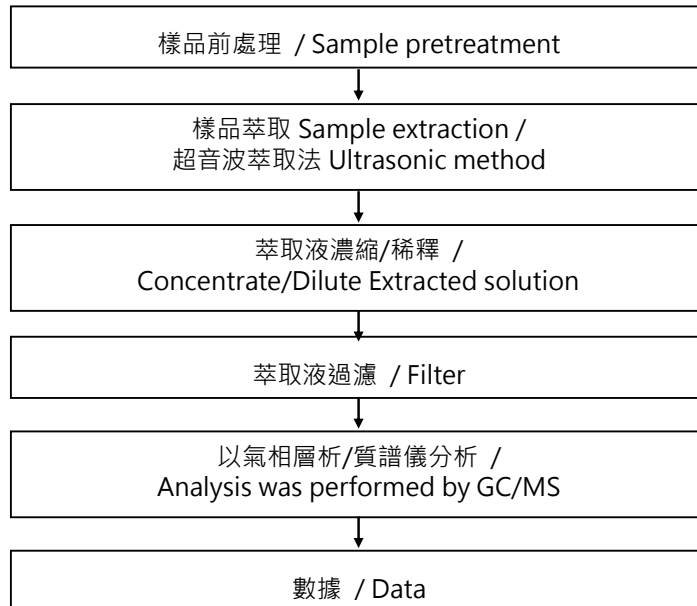 樣品前處理 / Sample pretreatment
樣品萃取 Sample extraction /
超音波萃取法 Ultrasonic method
萃取液濃縮/稀釋 /
Concentrate/Dilute Extracted solution
萃取液過濾 / Filter
以氣相層析/質譜儀分析 /
Analysis was performed by GC/MS
數據 / Data